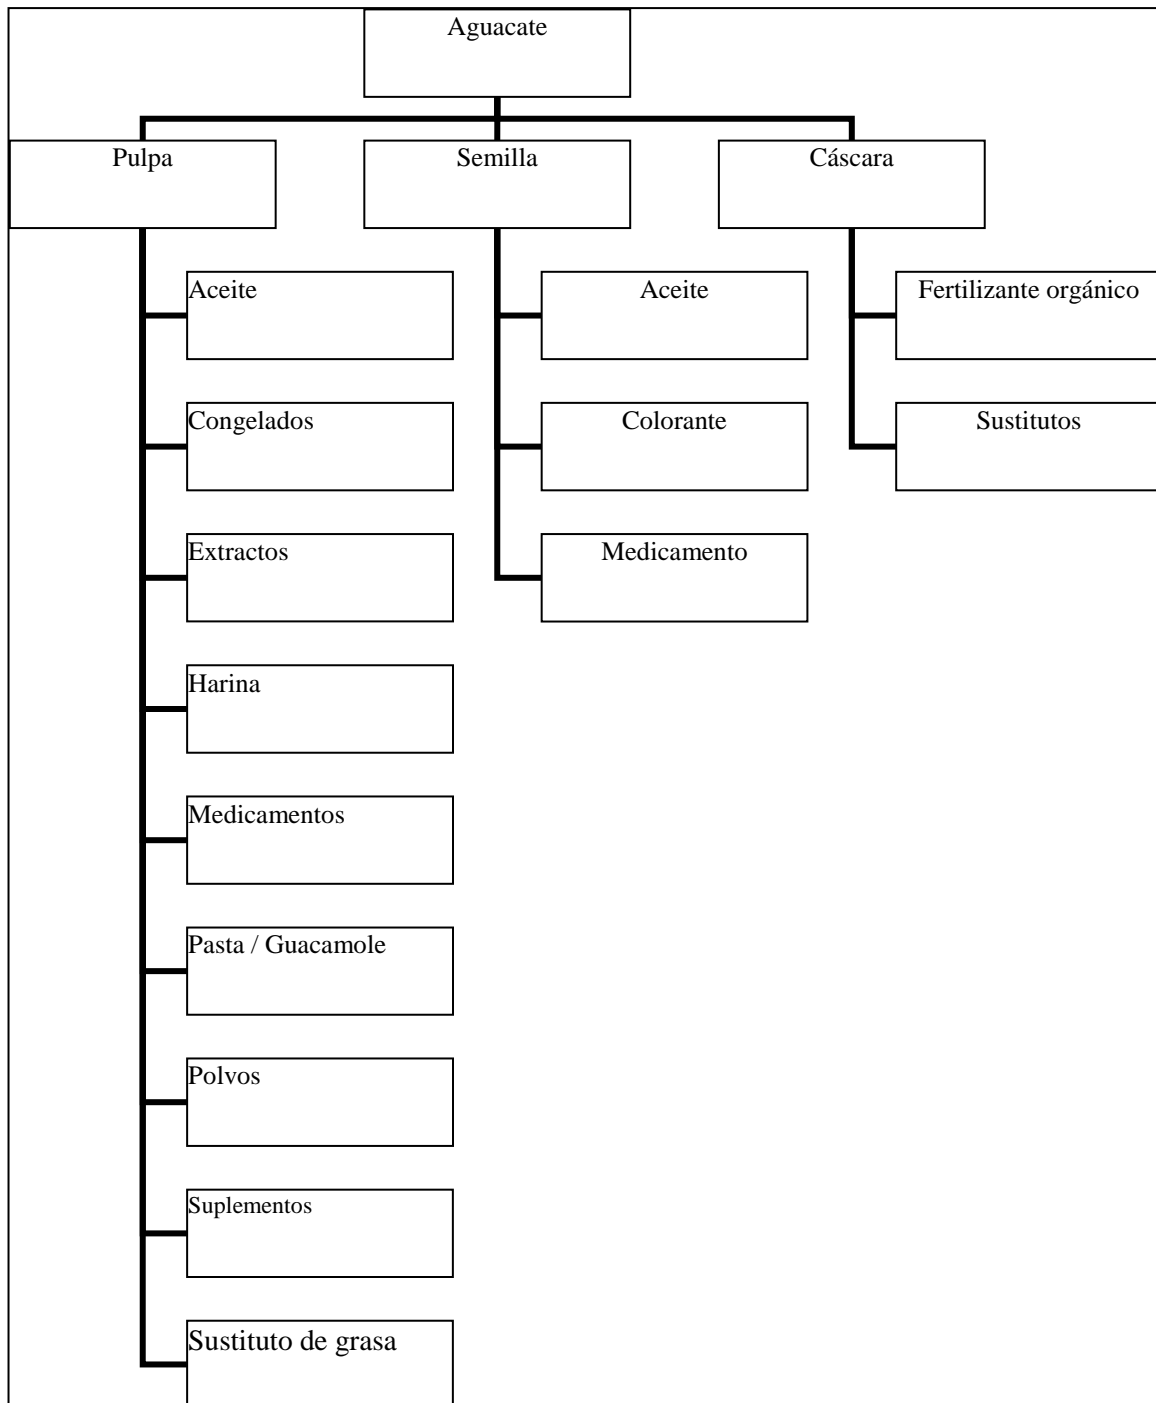 Aguacate
Pulpa
Semilla
Cáscara
Aceite
Congelados
Extractos
Harina
Medicamentos
Pasta / Guacamole
Polvos
Suplementos
Sustituto de grasa
Aceite
Colorante
Medicamento
Fertilizante orgánico
Sustitutos